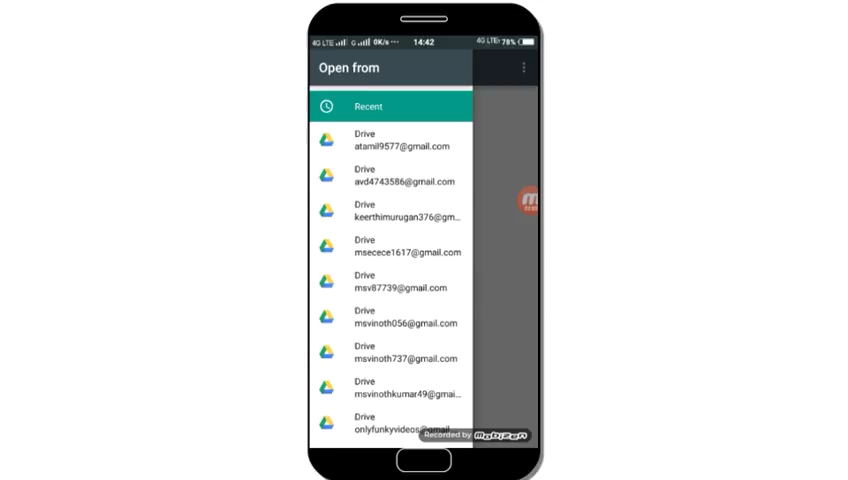 4G LTE G 0K/s ··· 14:42 4G LTE 78%
Open from
Recent
Drive
atamil9577@gmail.com
Drive
avd4743586@gmail.com
Drive
keerthimurugan376@gm...
Drive
msecece1617@gmail.com
Drive
msv87739@gmail.com
Drive
msvinoth056@gmail.com
Drive
msvinoth737@gmail.com
Drive
msvinothkumar49@gmai...
Drive
onlyfunkyvideos@gmail
Recorded by Mobizen